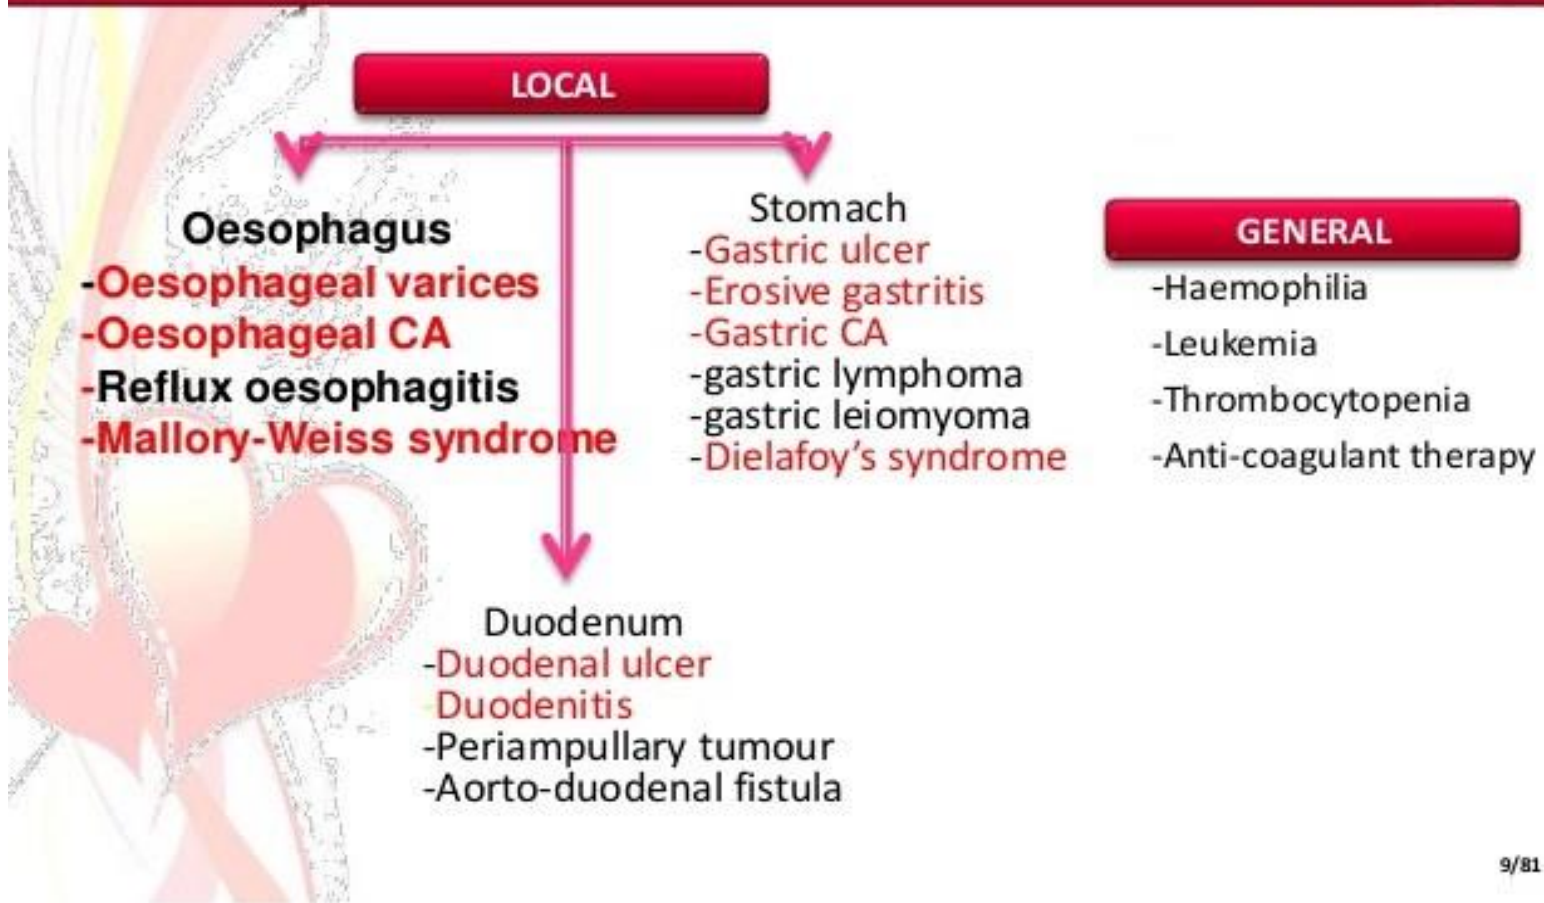 LOCAL
Oesophagus
-Oesophageal varices
-Oesophageal CA
-Reflux oesophagitis
-Mallory-Weiss syndrome
Stomach
-Gastric ulcer
-Erosive gastritis
-Gastric CA
-gastric lymphoma
-gastric leiomyoma
-Dielafoy’s syndrome
GENERAL
-Haemophilia
-Leukemia
-Thrombocytopenia
-Anti-coagulant therapy
Duodenum
-Duodenal ulcer
-Duodenitis
-Periampullary tumour
-Aorto-duodenal fistula
9/81